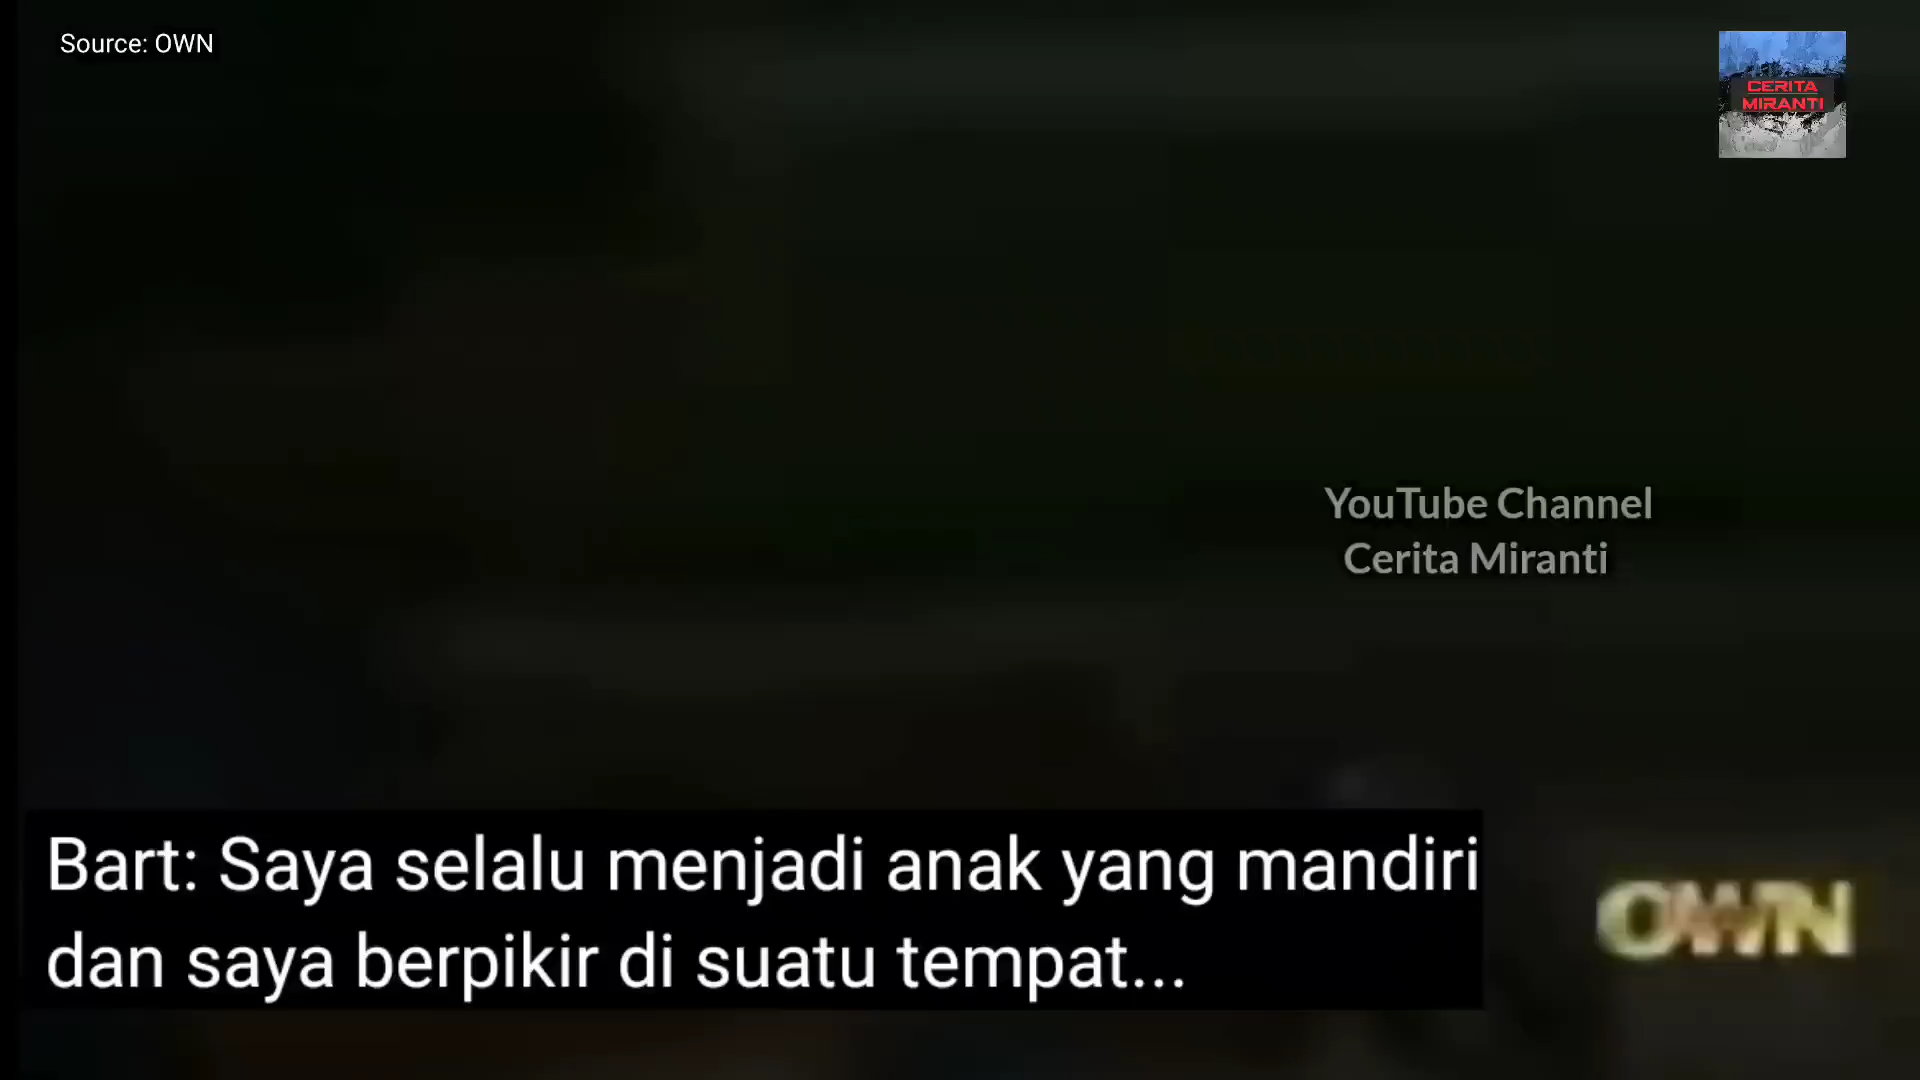 Source: OWN
CERITA
MIRANTI
YouTube Channel
Cerita Miranti
Bart: Saya selalu menjadi anak yang mandiri
dan saya berpikir di suatu tempat...
OWN